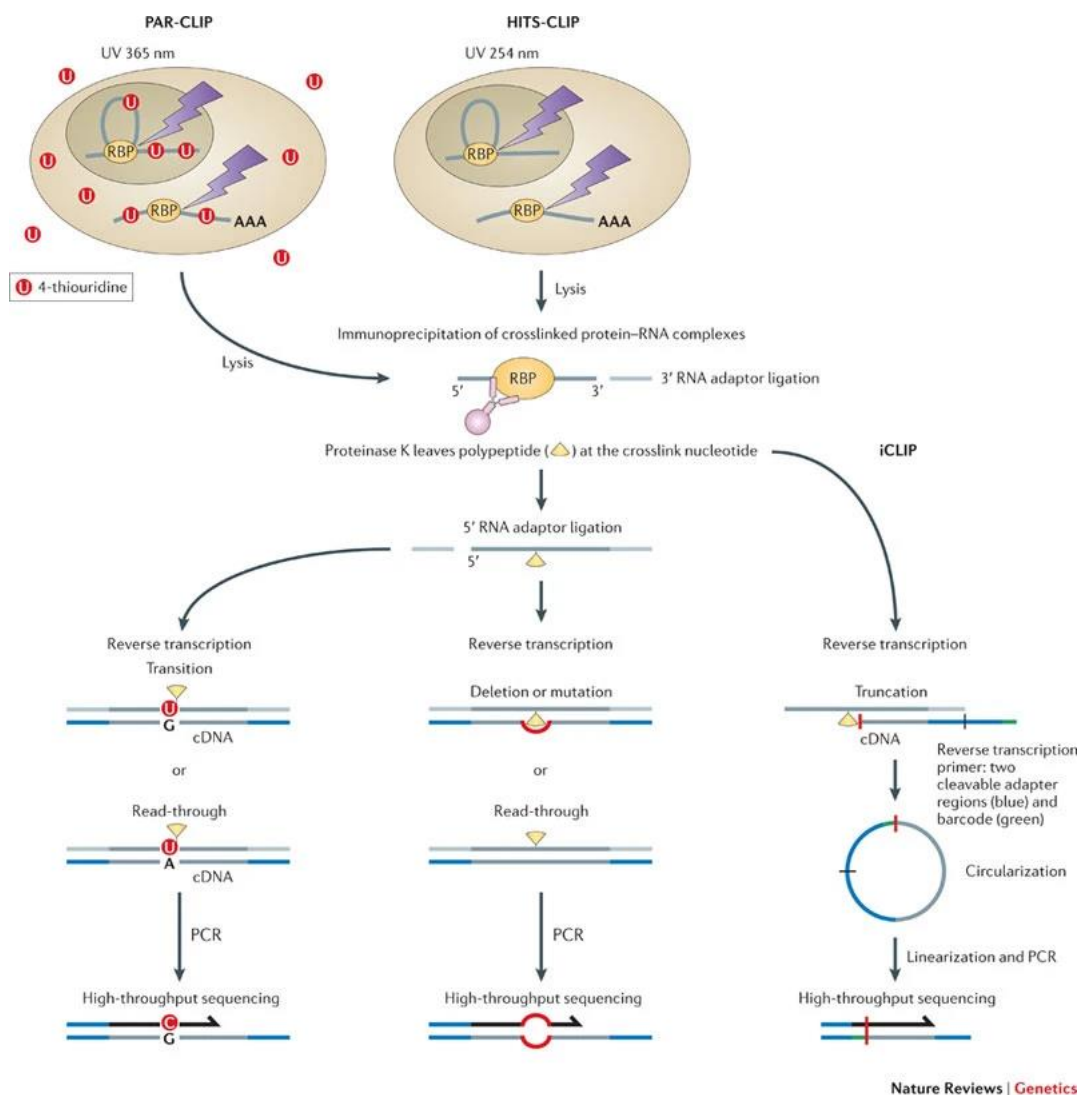 PAR-CLIP
HITS-CLIP
UV 365 nm
UV 254 nm
U
U
U
U
U
U
U
U
U
U
U
U
U
RBP
RBP
AAA
RBP
RBP
AAA
U 4-thiouridine
Lysis
Lysis
Immunoprecipitation of crosslinked protein–RNA complexes
RBP
5′
3′
3′ RNA adaptor ligation
Proteinase K leaves polypeptide ( ) at the crosslink nucleotide
iCLIP
5′ RNA adaptor ligation
5′
Reverse transcription
Transition
U
G
cDNA
or
Read-through
U
A
cDNA
PCR
High-throughput sequencing
C
G
Reverse transcription
Deletion or mutation
or
Read-through
PCR
High-throughput sequencing
Reverse transcription
Truncation
cDNA
Reverse transcription
primer: two
cleavable adapter
regions (blue) and
barcode (green)
Circularization
Linearization and PCR
High-throughput sequencing
Nature Reviews | Genetics